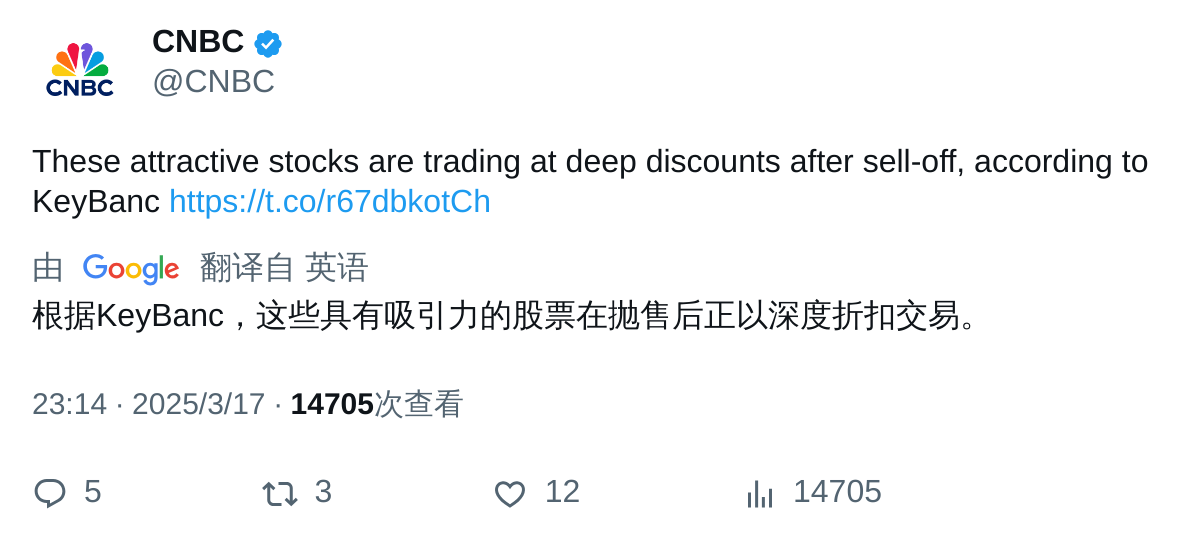 CNBC
CNBC
@CNBC
These attractive stocks are trading at deep discounts after sell-off, according to
KeyBanc https://t.co/r67dbkotCh
由 Google 翻译自 英语
根据KeyBanc，这些具有吸引力的股票在抛售后正以深度折扣交易。
23:14 · 2025/3/17 · 14705次查看
5 3 12 14705